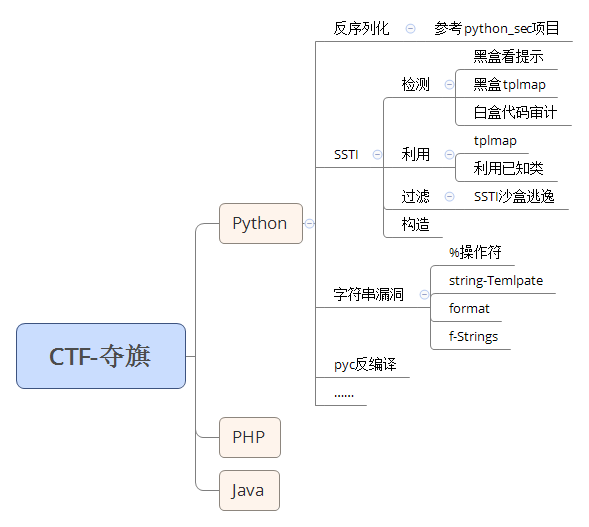 CTF-夺旗
Python
反序列化
参考python_sec项目
SSTI
检测
黑盒看提示
黑盒tplmap
白盒代码审计
利用
tplmap
利用已知类
过滤
SSTI沙盒逃逸
构造
字符串漏洞
%操作符
string-Temlpate
format
f-Strings
pyc反编译
......
PHP
Java